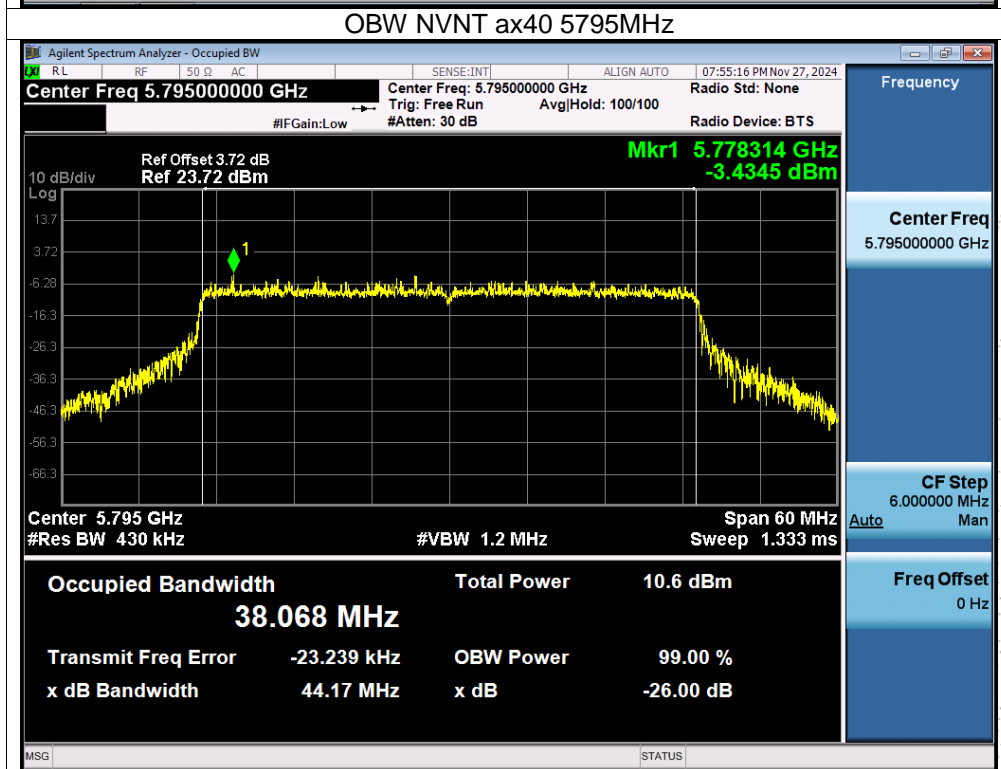 OBW NVNT ax40 5795MHz
Agilent Spectrum Analyzer - Occupied BW
LXI RL RF 50 Ω AC SENSE:INT ALIGN AUTO 07:55:16 PM Nov 27, 2024
Center Freq 5.795000000 GHz
Center Freq: 5.795000000 GHz Radio Std: None
Trig: Free Run Avg|Hold: 100/100
#IFGain:Low #Atten: 30 dB Radio Device: BTS
Frequency
Mkr1 5.778314 GHz
-3.4345 dBm
Ref Offset 3.72 dB
10 dB/div Ref 23.72 dBm
Log
13.7
3.72
-6.28
-16.3
-26.3
-36.3
-46.3
-56.3
-66.3
1
Center 5.795 GHz Span 60 MHz
#Res BW 430 kHz #VBW 1.2 MHz Sweep 1.333 ms
Center Freq
5.795000000 GHz
CF Step
6.000000 MHz
Auto Man
Freq Offset
0 Hz
Occupied Bandwidth Total Power 10.6 dBm
38.068 MHz
Transmit Freq Error -23.239 kHz OBW Power 99.00 %
x dB Bandwidth 44.17 MHz x dB -26.00 dB
MSG STATUS